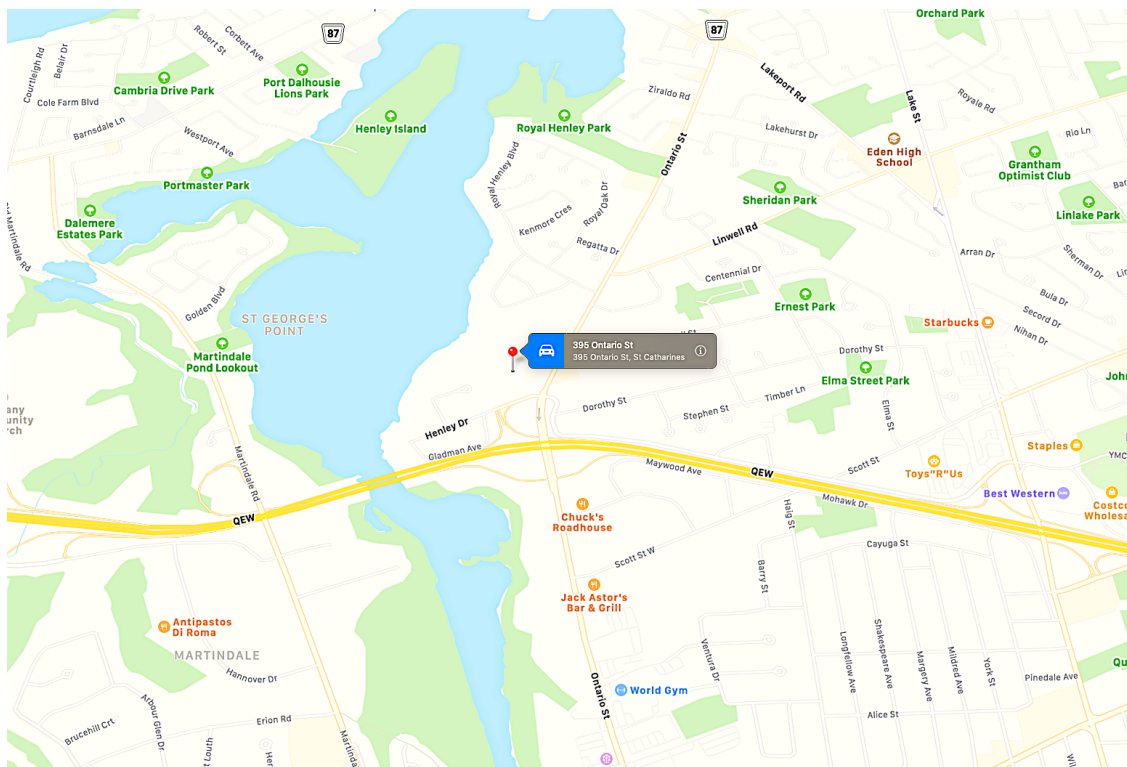 Orchard Park
87
87
Robert St
Corbett Ave
Courtleigh Rd
Belair Dr
Cambria Drive Park
Port Dalhousie
Lions Park
Cole Farm Blvd
Barnsdale Ln
Westport Ave
Henley Island
Royal Henley Park
Ziraldo Rd
Lakeport Rd
Lake St
Royale Rd
Lakehurst Dr
Ontario St
Eden High
School
Rio Ln
Grantham
Optimist Club
Portmaster Park
Royal Henley Blvd
Royal Oak Dr
Kenmore Cres
Sheridan Park
Linlake Park
Dalemere
Estates Park
Martindale Rd
Regatta Dr
Linwell Rd
Arran Dr
Sherman Dr
Centennial Dr
Golden Blvd
Ernest Park
Bula Dr
Secord Dr
Nihan Dr
ST GEORGE'S
POINT
Starbucks
Martindale
Pond Lookout
395 Ontario St
395 Ontario St, St Catharines
St
Dorothy St
Elma Street Park
Timber Ln
Dorothy St
Stephen St
Elma St
Henley Dr
Gladman Ave
Martindale Rd
Maywood Ave
QEW
Scott St
Staples
YMC
Toys"R"Us
Best Western
Mohawk Dr
Costco
QEW
Chuck's
Roadhouse
Haig St
Scott St W
Cayuga St
Barry St
Jack Astor's
Bar & Grill
Antipastos
Di Roma
MARTINDALE
Hannover Dr
Ventura Dr
Longfellow Ave
Shakespeare Ave
Margery Ave
Mildred Ave
York St
Pinedale Ave
World Gym
Ontario St
Alice St
Arbour Glen Dr
Brucehill Crt
Erion Rd
Louth